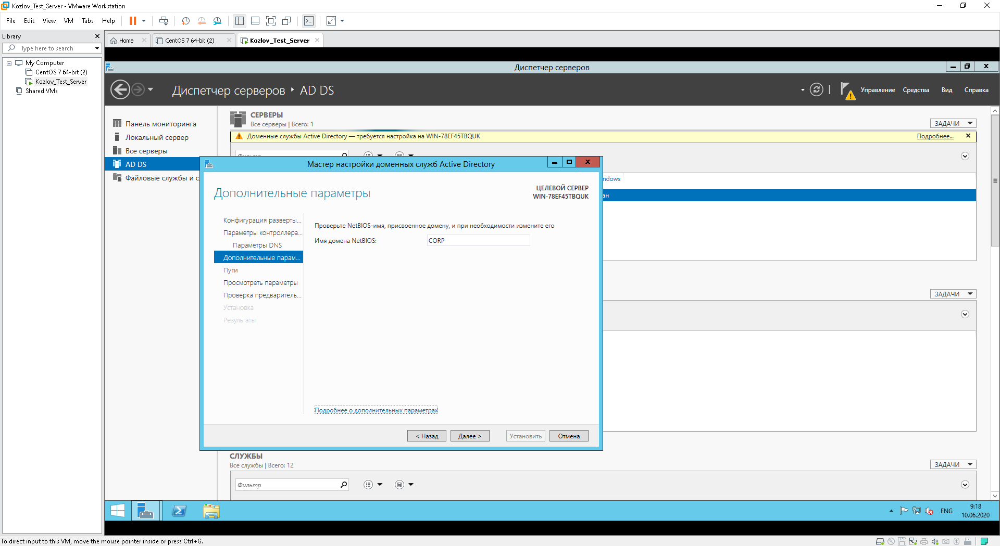 Kozlov_Test_Server - VMware Workstation
File Edit View VM Tabs Help
Library
Type here to search
My Computer
CentOS 7 64-bit (2)
Kozlov_Test_Server
Shared VMs
Home
CentOS 7 64-bit (2)
Kozlov_Test_Server
Диспетчер серверов
Диспетчер серверов ‣ AD DS
Управление Средства Вид Справка
Панель мониторинга
Локальный сервер
Все серверы
AD DS
Файловые службы и
СЕРВЕРЫ
Все серверы | Всего: 1
ЗАДАЧИ
Доменные службы Active Directory — требуется настройка на WIN-78EF45TBQUK
Подробнее...
Фильтр
ndows
ан
Мастер настройки доменных служб Active Directory
Дополнительные параметры
ЦЕЛЕВОЙ СЕРВЕР
WIN-78EF45TBQUK
Конфигурация разверты...
Параметры контроллера...
Параметры DNS
Дополнительные парам...
Пути
Просмотреть параметры
Проверка предваритель...
Установка
Результаты
Проверьте NetBIOS-имя, присвоенное домену, и при необходимости измените его
Имя домена NetBIOS: CORP
Подробнее о дополнительных параметрах
< Назад Далее > Установить Отмена
ЗАДАЧИ
СЛУЖБЫ
Все службы | Всего: 12
ЗАДАЧИ
Фильтр
ENG
9:18
10.06.2020
To direct input to this VM, move the mouse pointer inside or press Ctrl+G.